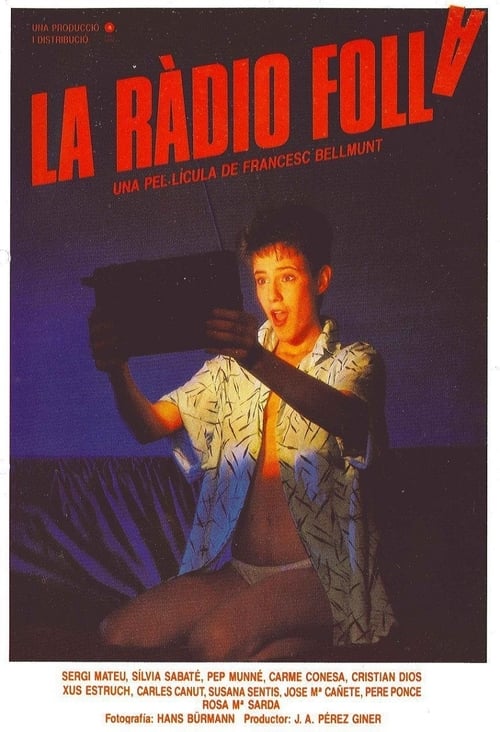 UNA PRODUCCIÓ
I DISTRIBUCIÓ
LA RÀDIO FOLLA
UNA PEL·LÍCULA DE FRANCESC BELLMUNT
SERGI MATEU, SÍLVIA SABATÉ, PEP MUNNÉ, CARME CONESA, CRISTIAN DIOS
XUS ESTRUCH, CARLES CANUT, SUSANA SENTIS, JOSE Mª CAÑETE, PERE PONCE
ROSA Mª SARDA
Fotografía: HANS BÜRMANN Productor: J. A. PÉREZ GINER